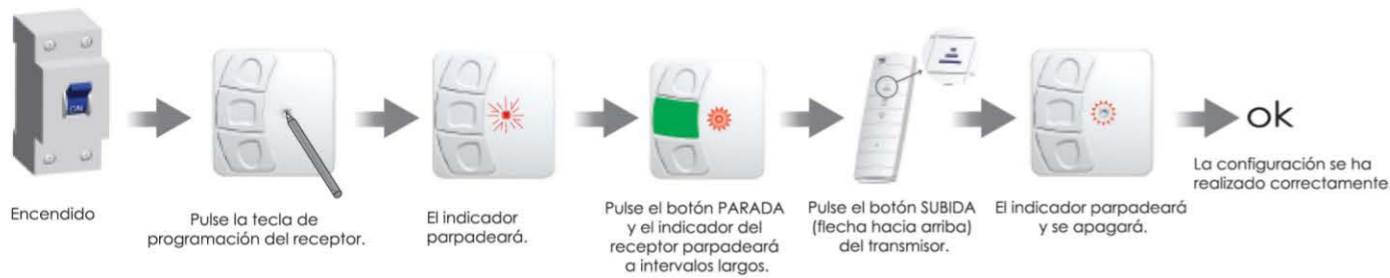 ON
ok
La configuración se ha
realizado correctamente
Encendido
Pulse la tecla de
programación del receptor.
El indicador
parpadeará.
Pulse el botón PARADA
y el indicador del
receptor parpadeará
a intervalos largos.
Pulse el botón SUBIDA
(flecha hacia arriba)
del transmisor.
El indicador parpadeará
y se apagará.